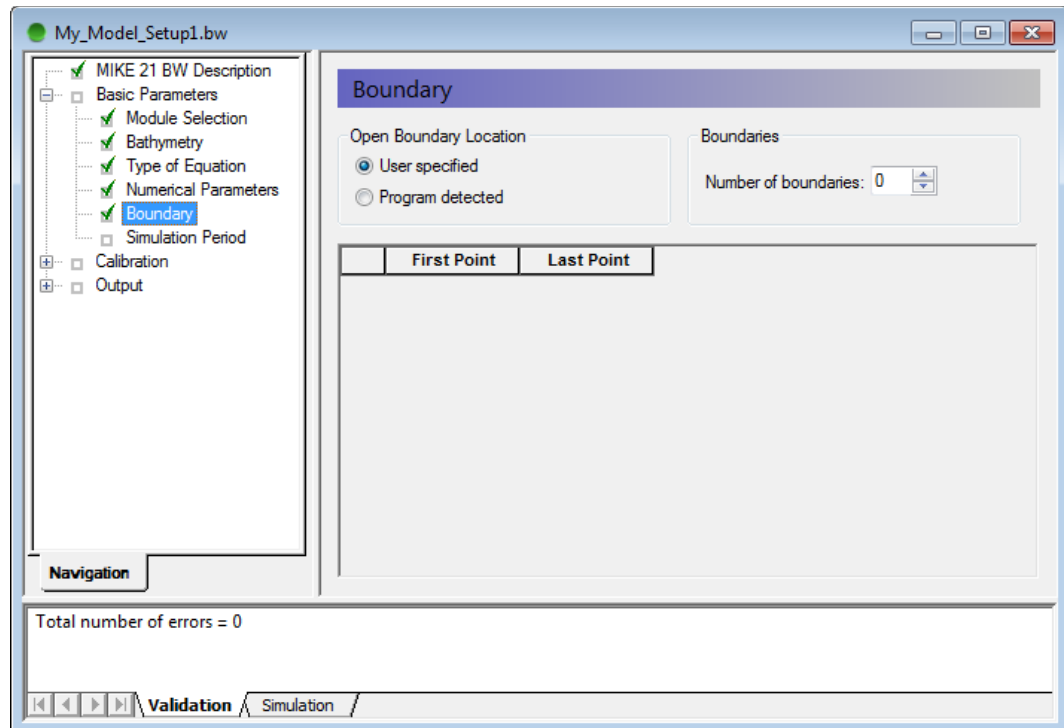 My_Model_Setup1.bw
MIKE 21 BW Description
Basic Parameters
Module Selection
Bathymetry
Type of Equation
Numerical Parameters
Boundary
Simulation Period
Calibration
Output
Navigation
Boundary
Open Boundary Location
User specified
Program detected
Boundaries
Number of boundaries: 0
First Point Last Point
Total number of errors = 0
Validation Simulation